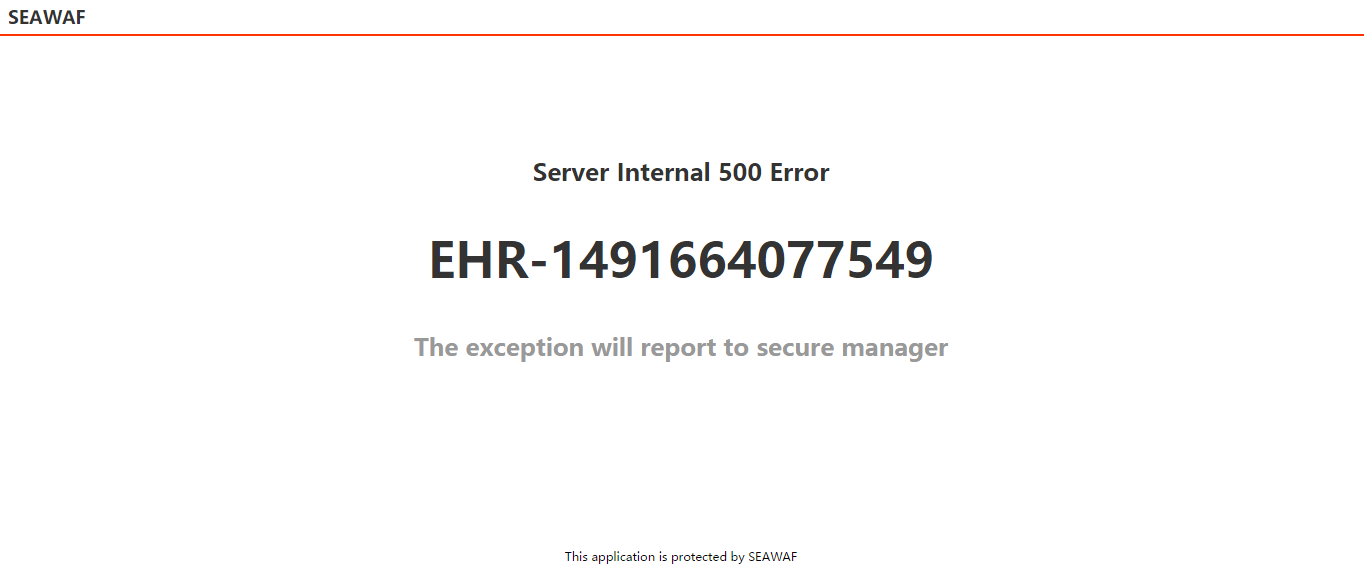 SEAWAF
Server Internal 500 Error
EHR-1491664077549
The exception will report to secure manager
This application is protected by SEAWAF